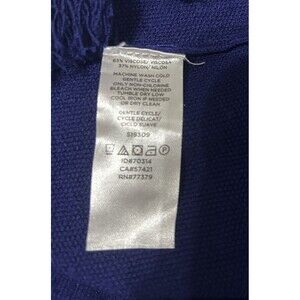 63% VISCOSE/ VISCOSA
37% NYLON/ NILON
MACHINE WASH COLD
GENTLE CYCLE
ONLY NON-CHLORINE
BLEACH WHEN NEEDED
TUMBLE DRY LOW
COOL IRON IF NEEDED
OR DRY CLEAN
GENTLE CYCLE/
CYCLE DELICAT/
CICLO SUAVE
S19309
ID#70314
CA#57421
RN#77379